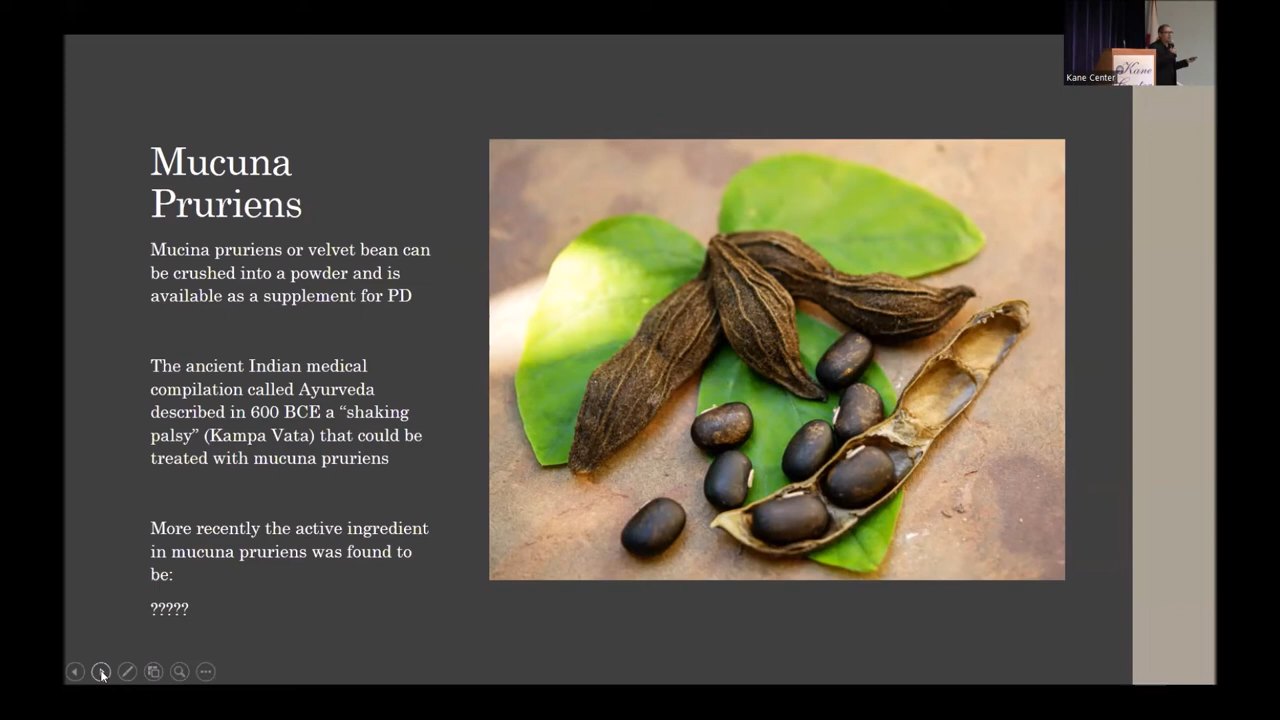 Kane Center
Kane
Mucuna
Pruriens
Mucina pruriens or velvet bean can
be crushed into a powder and is
available as a supplement for PD
The ancient Indian medical
compilation called Ayurveda
described in 600 BCE a “shaking
palsy” (Kampa Vata) that could be
treated with mucuna pruriens
More recently the active ingredient
in mucuna pruriens was found to
be:
?????